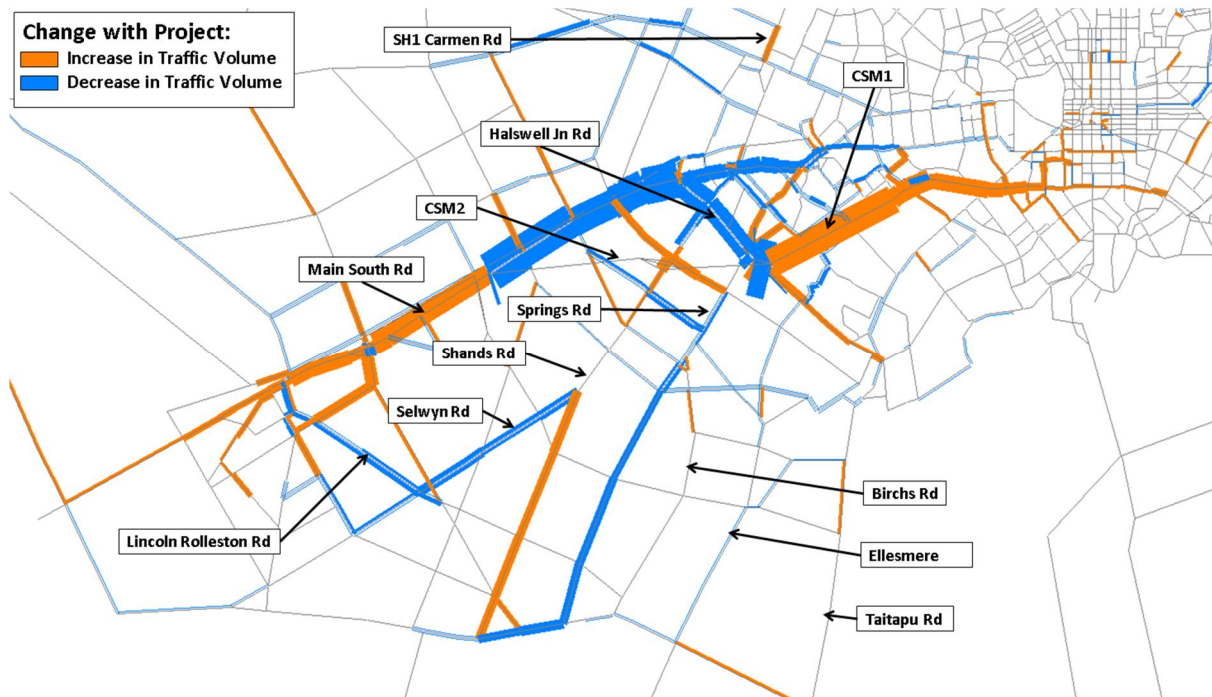 Change with Project:
Increase in Traffic Volume
Decrease in Traffic Volume
SH1 Carmen Rd
CSM1
Halswell Jn Rd
CSM2
Main South Rd
Springs Rd
Shands Rd
Selwyn Rd
Birchs Rd
Lincoln Rolleston Rd
Ellesmere
Taitapu Rd